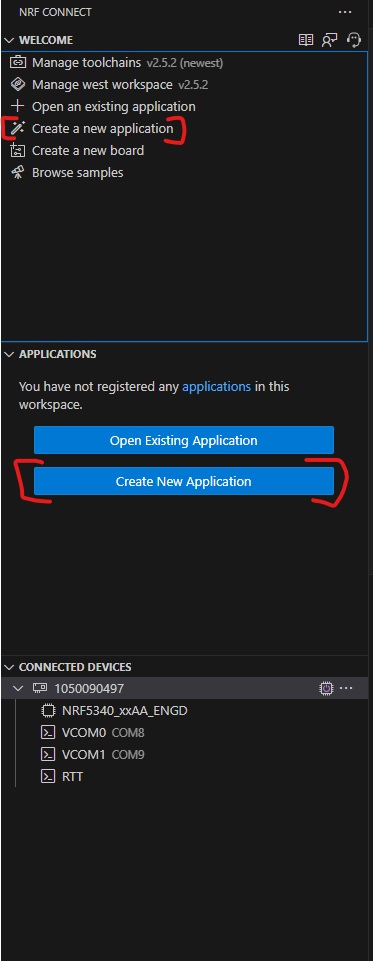 NRF CONNECT
WELCOME
Manage toolchains v2.5.2 (newest)
Manage west workspace v2.5.2
Open an existing application
Create a new application
Create a new board
Browse samples
APPLICATIONS
You have not registered any applications in this
workspace.
Open Existing Application
Create New Application
CONNECTED DEVICES
1050090497
NRF5340_xxAA_ENGD
VCOM0 COM8
VCOM1 COM9
RTT